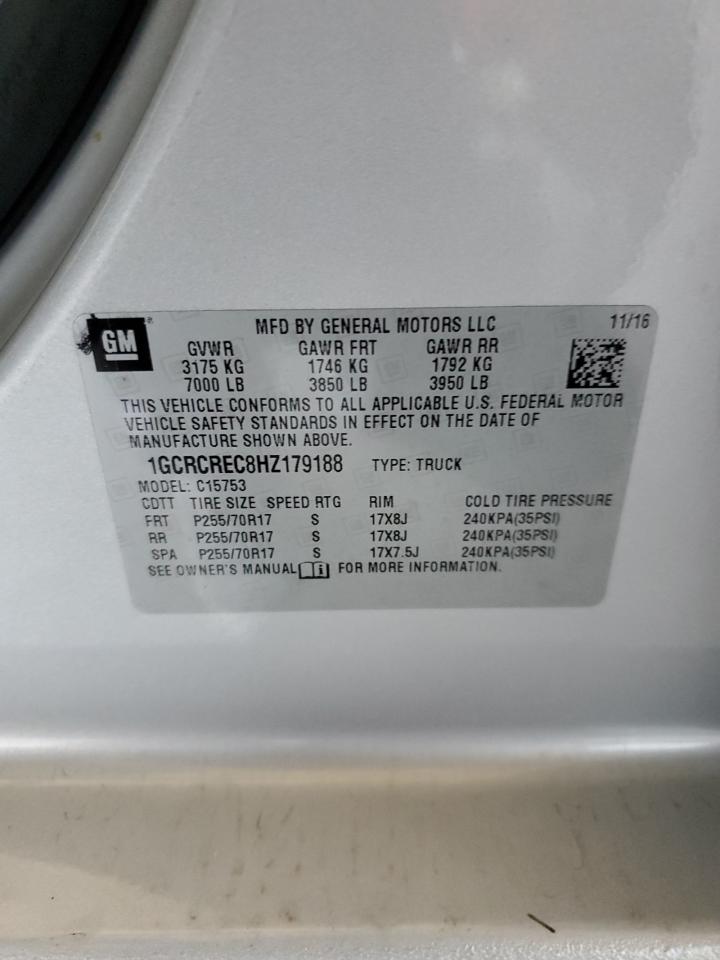 GM
MFD BY GENERAL MOTORS LLC 11/16
GVWR GAWR FRT GAWR RR
3175 KG 1746 KG 1792 KG
7000 LB 3850 LB 3950 LB
THIS VEHICLE CONFORMS TO ALL APPLICABLE U.S. FEDERAL MOTOR
VEHICLE SAFETY STANDARDS IN EFFECT ON THE DATE OF
MANUFACTURE SHOWN ABOVE.
1GCRCREC8HZ179188 TYPE: TRUCK
MODEL: C15753
CDTT TIRE SIZE SPEED RTG RIM COLD TIRE PRESSURE
FRT P255/70R17 S 17X8J 240KPA(35PSI)
RR P255/70R17 S 17X8J 240KPA(35PSI)
SPA P255/70R17 S 17X7.5J 240KPA(35PSI)
SEE OWNER'S MANUAL FOR MORE INFORMATION.